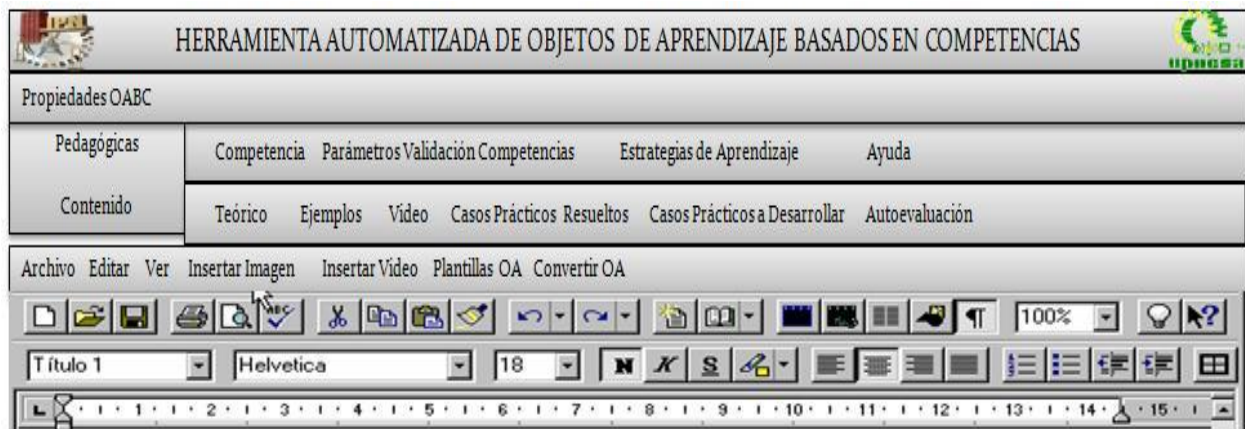 IPN
HERRAMIENTA AUTOMATIZADA DE OBJETOS DE APRENDIZAJE BASADOS EN COMPETENCIAS
upiicsa
Propiedades OABC
Pedagógicas
Competencia Parámetros Validación Competencias Estrategias de Aprendizaje Ayuda
Contenido
Teórico Ejemplos Video Casos Prácticos Resueltos Casos Prácticos a Desarrollar Autoevaluación
Archivo Editar Ver Insertar Imagen Insertar Video Plantillas OA Convertir OA
ABC ¶ 100% ?
Título 1 Helvetica 18 N K S
L 1 2 3 4 5 6 7 8 9 10 11 12 13 14 15